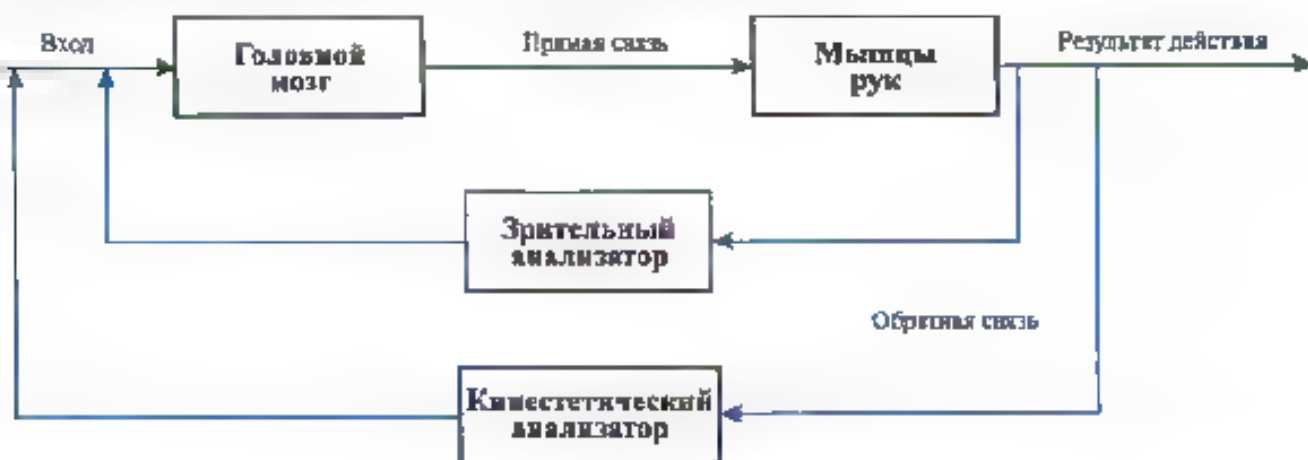 Вход
Головной
мозг
Прямая связь
Мышцы
рук
Результат действия
Зрительный
анализатор
Обратная связь
Кинестетический
анализатор